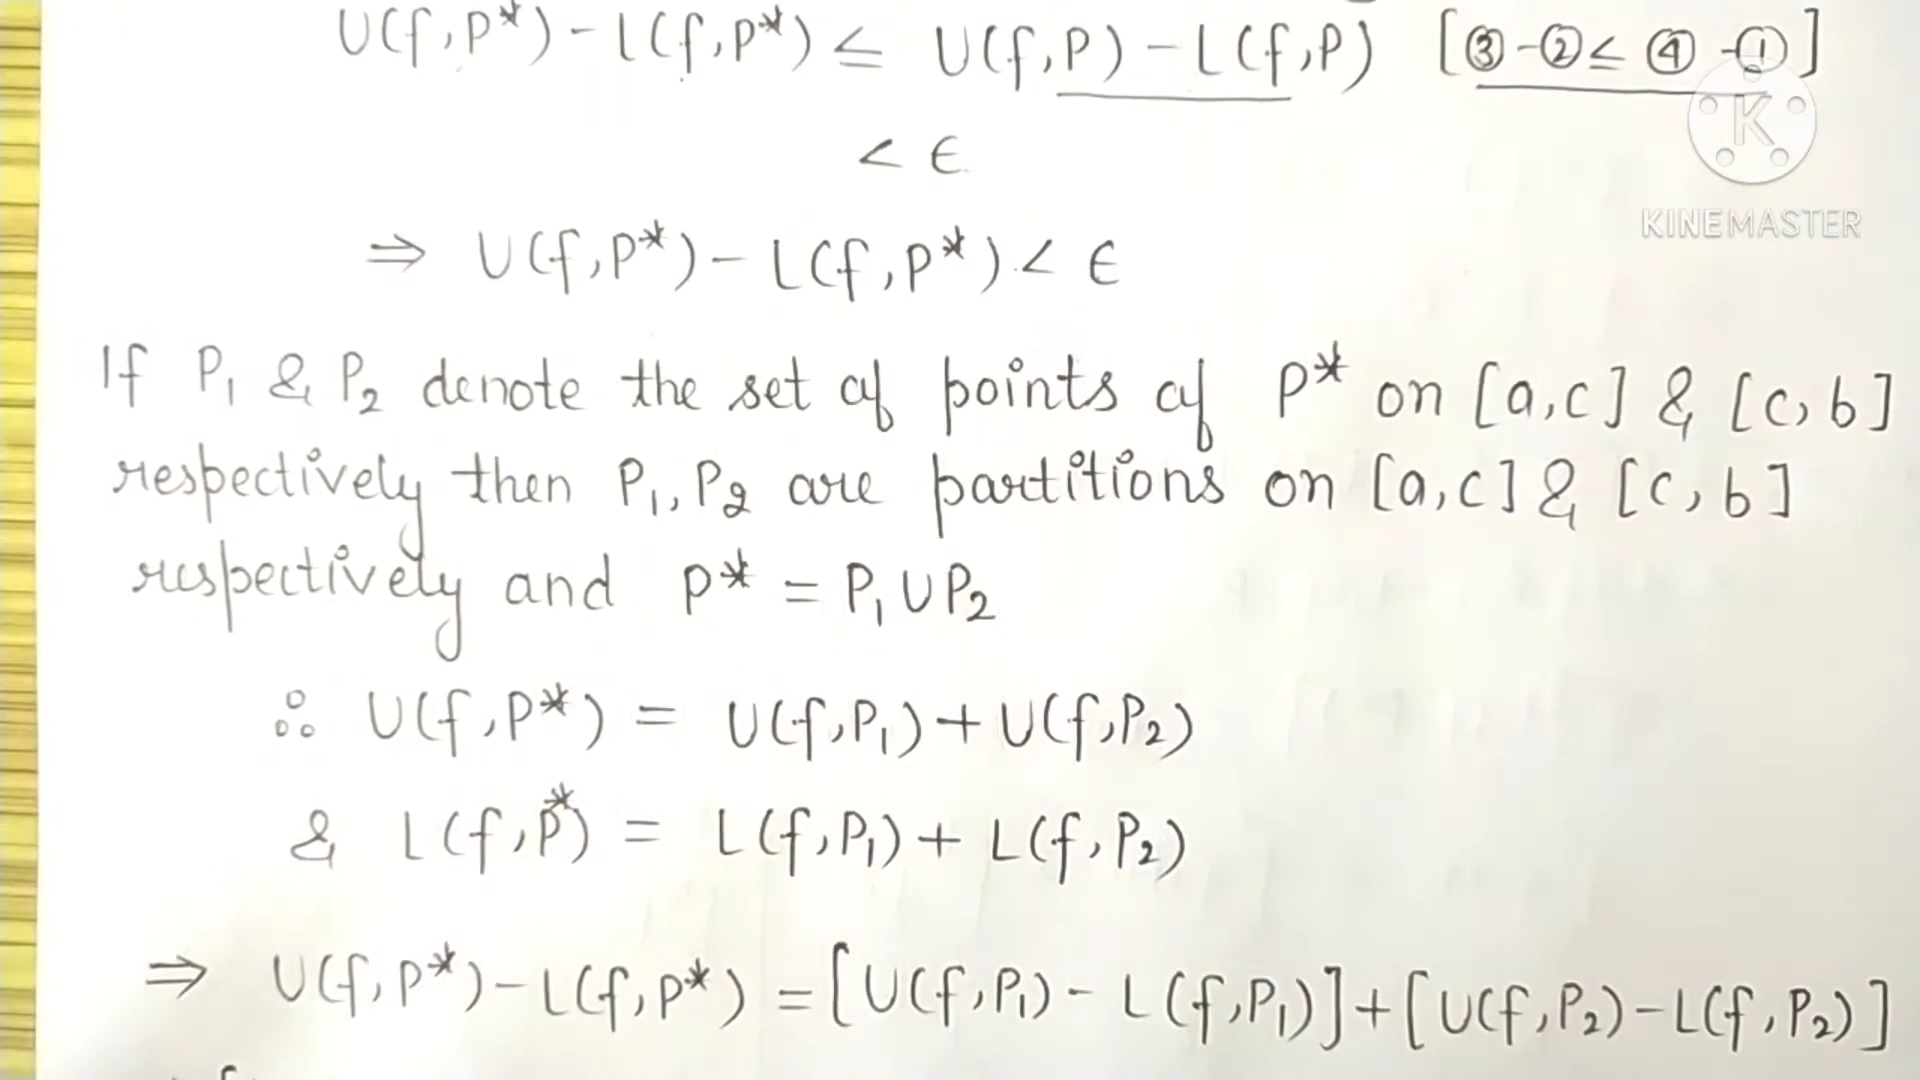 U(f,P*) - L(f,P*) ≤ U(f,P) - L(f,P) [③-②≤ ④ -①]
< ϵ
⇒ U(f,P*) - L(f,P*) < ϵ
KINEMASTER
If P₁ & P₂ denote the set of points of P* on [a,c] & [c,b]
respectively then P₁, P₂ are partitions on [a,c] & [c,b]
respectively and P* = P₁ ∪ P₂
∴ U(f,P*) = U(f,P₁) + U(f,P₂)
& L(f,P*) = L(f,P₁) + L(f,P₂)
⇒ U(f,P*) - L(f,P*) = [U(f,P₁) - L(f,P₁)] + [U(f,P₂) - L(f,P₂)]